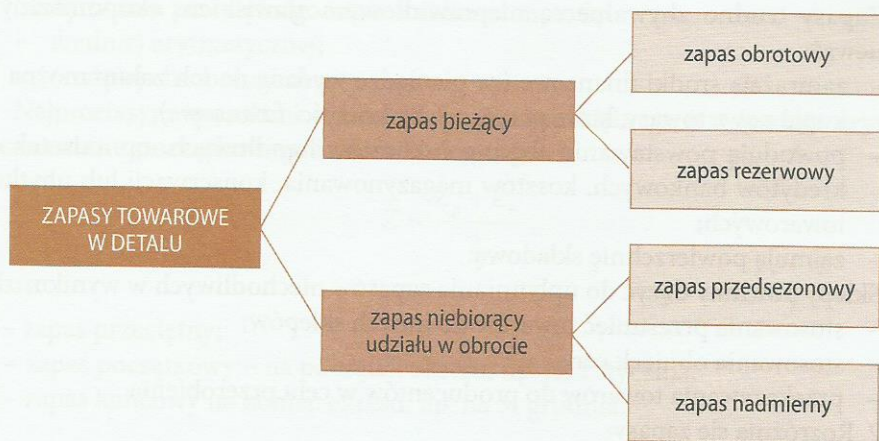 ZAPASY TOWAROWE
W DETALU
zapas bieżący
zapas niebiorący
udziału w obrocie
zapas obrotowy
zapas rezerwowy
zapas przedsezonowy
zapas nadmierny